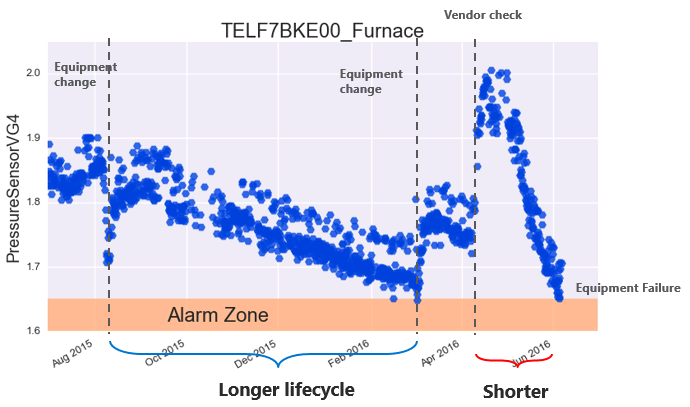 Vendor check
TELF7BKE00_Furnace
Equipment
change
Equipment
change
PressureSensorVG4
2.0
1.9
1.8
1.7
1.6
Equipment Failure
Alarm Zone
Aug 2015
Oct 2015
Dec 2015
Feb 2016
Apr 2016
Jun 2016
Longer lifecycle
Shorter